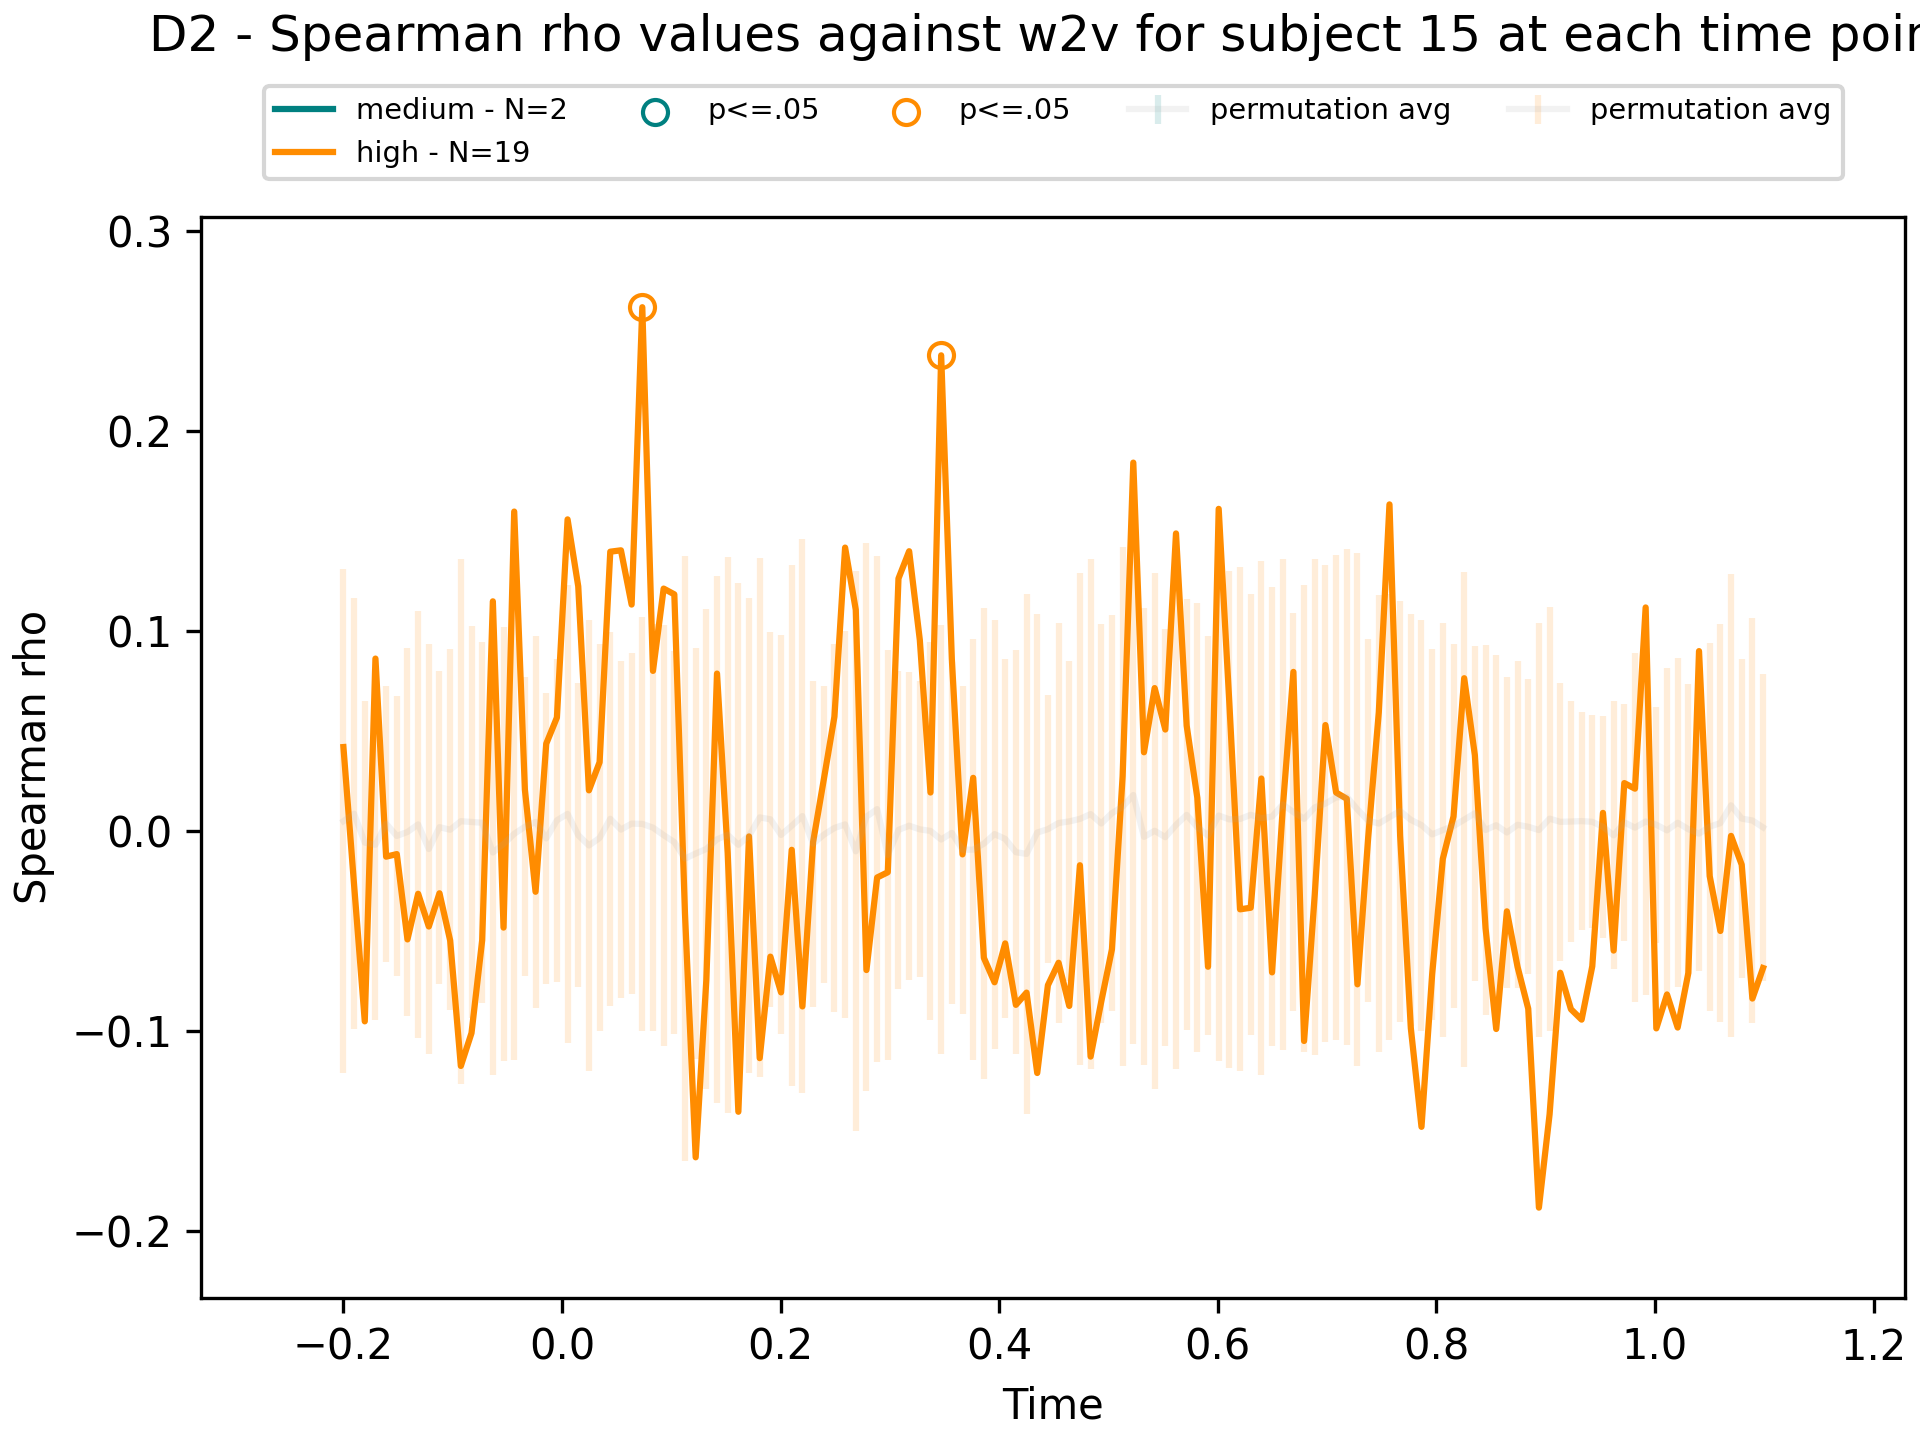 D2 - Spearman rho values against w2v for subject 15 at each time
medium - N=2 p<=.05 p<=.05 permutation avg permutation avg
high - N=19
0.3
0.2
0.1
0.0
−0.1
−0.2
Spearman rho
−0.2 0.0 0.2 0.4 0.6 0.8 1.0 1.2
Time